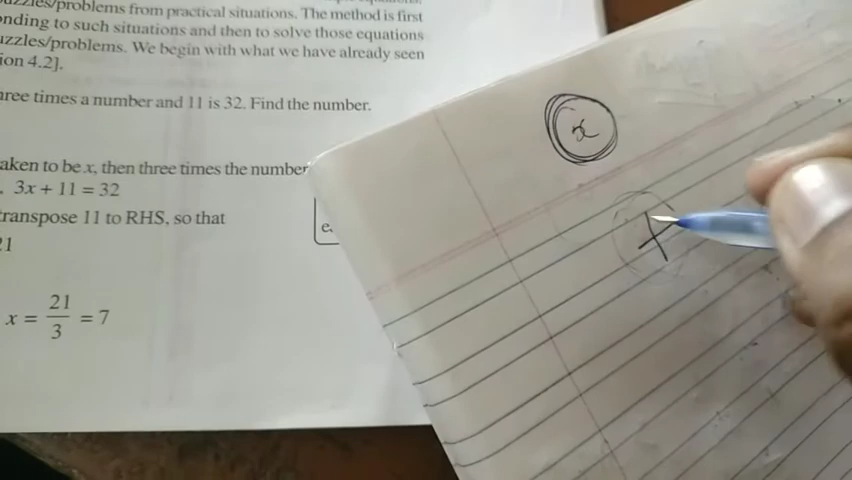 puzzles/problems from practical situations. The method is first
onding to such situations and then to solve those equations
uzzles/problems. We begin with what we have already seen
ion 4.2].
hree times a number and 11 is 32. Find the number.
aken to be x, then three times the number
. 3x + 11 = 32
transpose 11 to RHS, so that
21
x = 21/3 = 7
e.
x
x